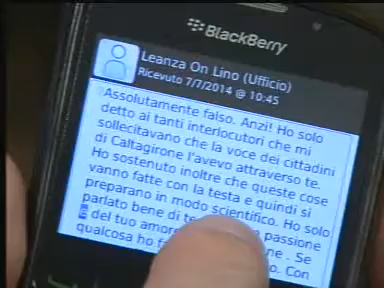 BlackBerry
Leanza On Lino (Ufficio)
Ricevuto 7/7/2014 @ 10:45
Assolutamente falso. Anzi! Ho solo
detto ai tanti interlocutori che mi
sollecitavano che la voce dei cittadini
di Caltagirone l'avevo attraverso te.
Ho sostenuto inoltre che queste cose
vanno fatte con la testa e quindi si
preparano in modo scientifico. Ho solo
parlato bene di te passione
e del tuo amore . Se
qualcosa ho . Con